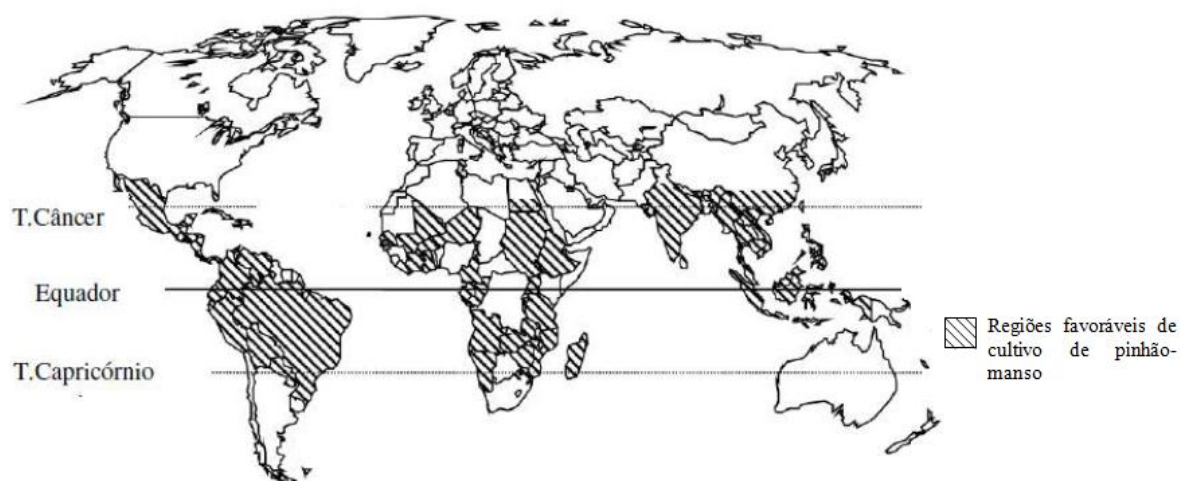 T.Câncer
Equador
T.Capricórnio
Regiões favoráveis de
cultivo de pinhão-
manso